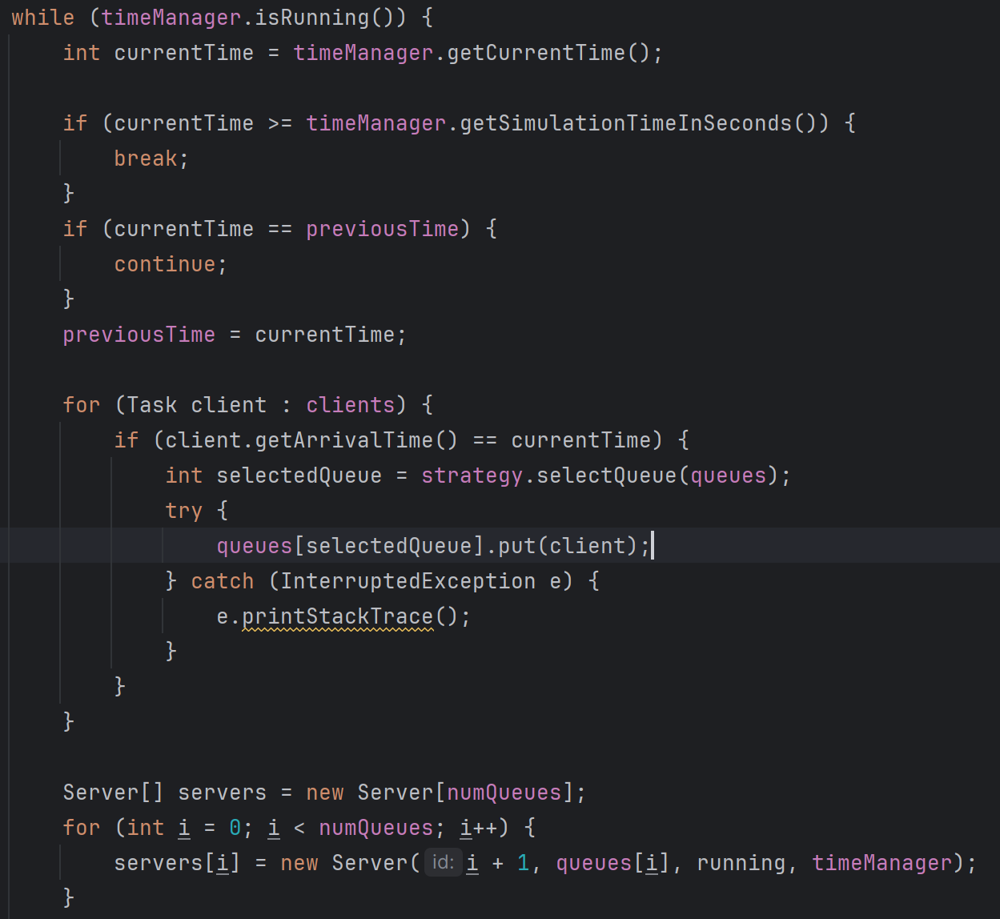 while (timeManager.isRunning()) {
    int currentTime = timeManager.getCurrentTime();

    if (currentTime >= timeManager.getSimulationTimeInSeconds()) {
        break;
    }
    if (currentTime == previousTime) {
        continue;
    }
    previousTime = currentTime;

    for (Task client : clients) {
        if (client.getArrivalTime() == currentTime) {
            int selectedQueue = strategy.selectQueue(queues);
            try {
                queues[selectedQueue].put(client);
            } catch (InterruptedException e) {
                e.printStackTrace();
            }
        }
    }

    Server[] servers = new Server[numQueues];
    for (int i = 0; i < numQueues; i++) {
        servers[i] = new Server( id: i + 1, queues[i], running, timeManager);
    }